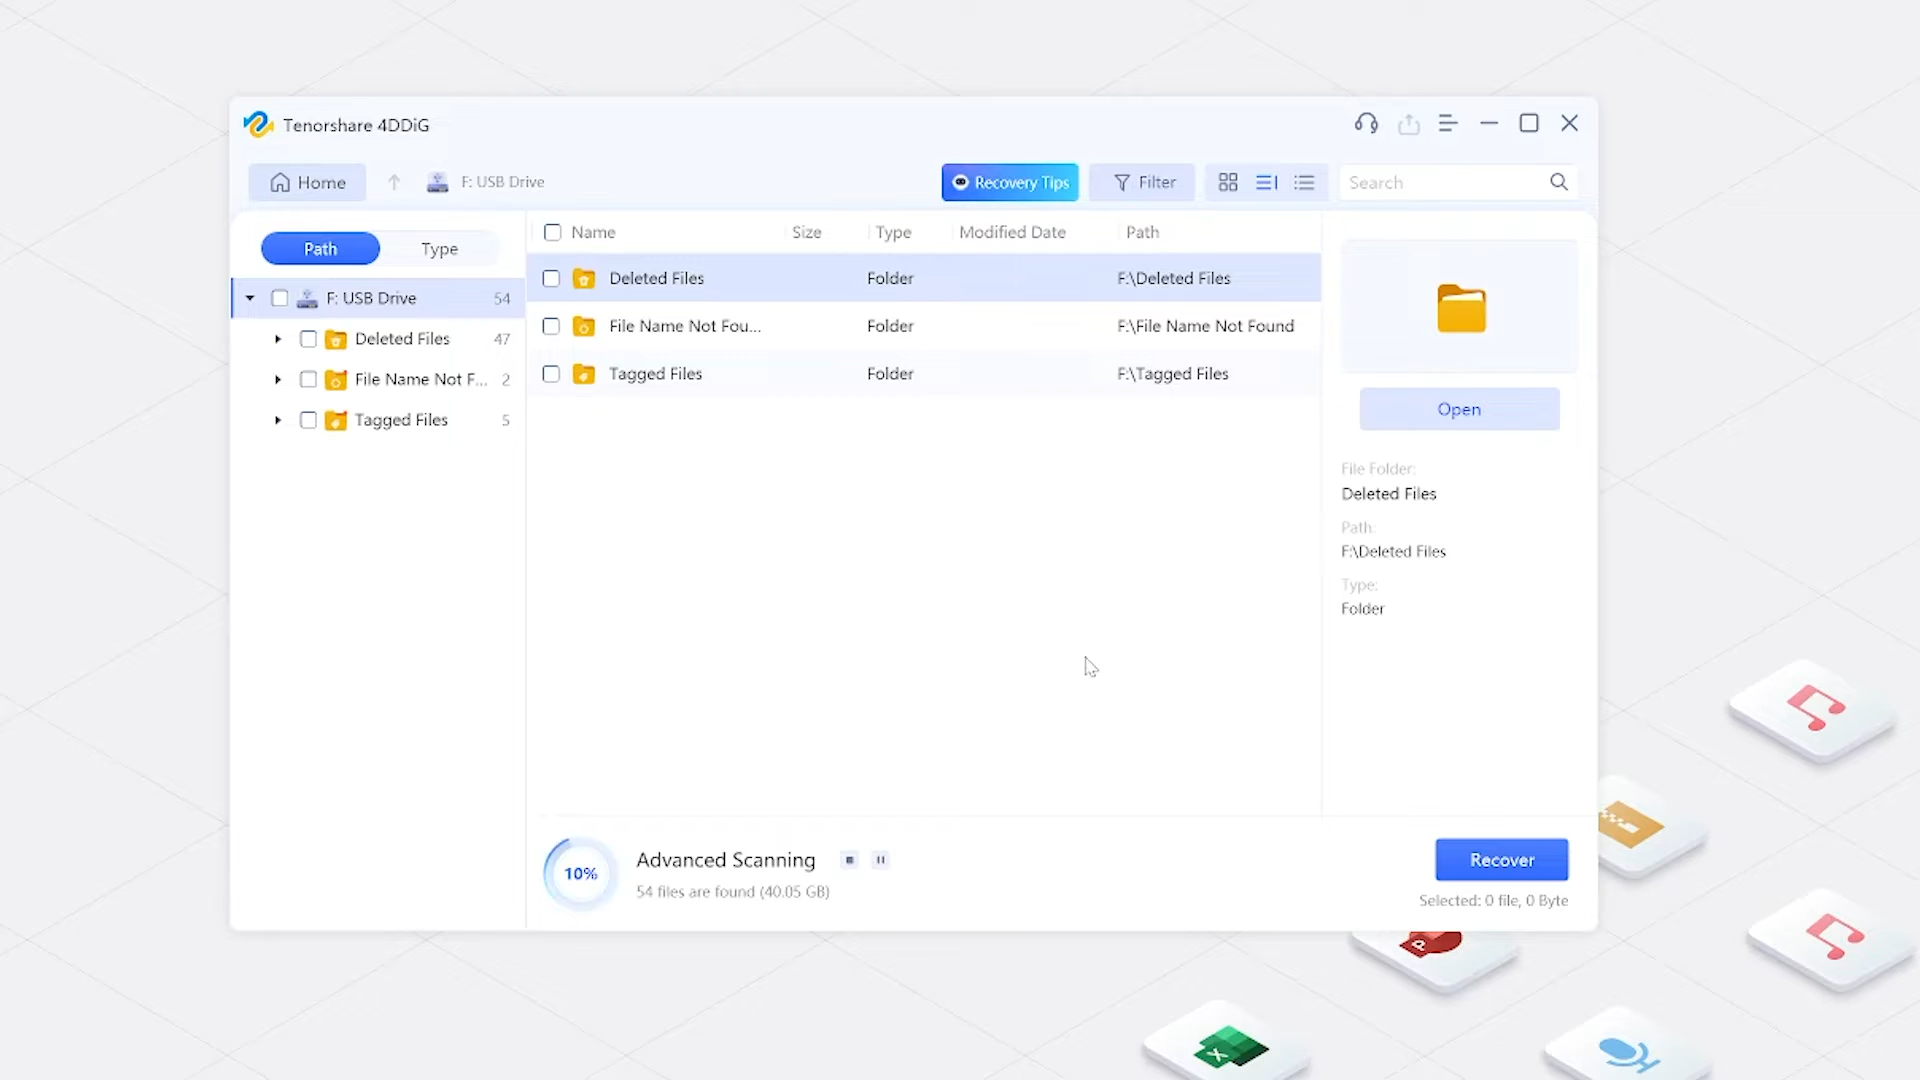 Tenorshare 4DDiG
Home
F: USB Drive
Recovery Tips
Filter
Search
Path
Type
F: USB Drive 54
Deleted Files 47
File Name Not F... 2
Tagged Files 5
Name Size Type Modified Date Path
Deleted Files Folder F:\Deleted Files
File Name Not Fou... Folder F:\File Name Not Found
Tagged Files Folder F:\Tagged Files
Open
File Folder:
Deleted Files
Path:
F:\Deleted Files
Type:
Folder
10%
Advanced Scanning
54 files are found (40.05 GB)
Recover
Selected: 0 file, 0 Byte
P
X